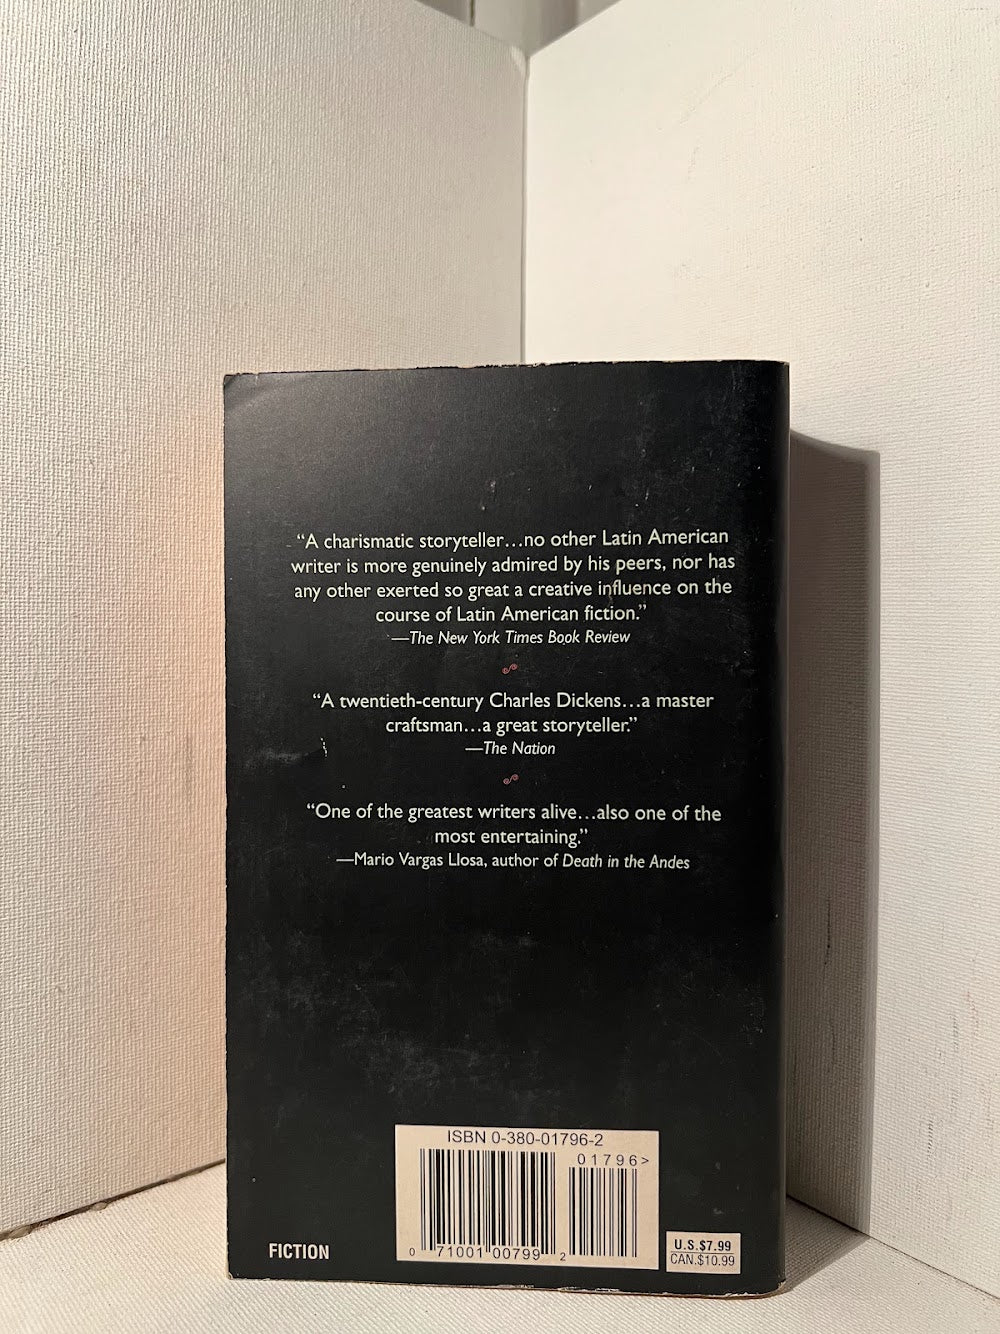 “A charismatic storyteller…no other Latin American
writer is more genuinely admired by his peers, nor has
any other exerted so great a creative influence on the
course of Latin American fiction.”
—The New York Times Book Review
“A twentieth-century Charles Dickens…a master
craftsman…a great storyteller.”
—The Nation
“One of the greatest writers alive…also one of the
most entertaining.”
—Mario Vargas Llosa, author of Death in the Andes
ISBN 0-380-01796-2
01796>
0 71001 00799 2
FICTION
U.S.$7.99
CAN.$10.99